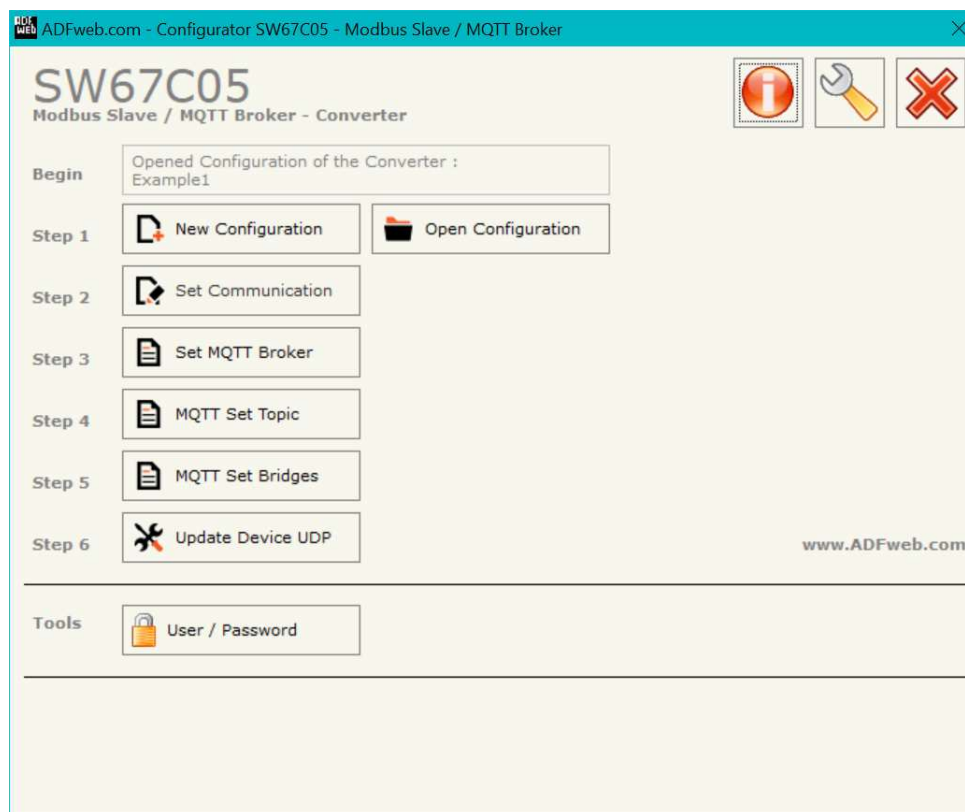 ADF
WEB
ADFweb.com - Configurator SW67C05 - Modbus Slave / MQTT Broker
SW67C05
Modbus Slave / MQTT Broker - Converter
Begin
Opened Configuration of the Converter :
Example1
Step 1
New Configuration
Open Configuration
Step 2
Set Communication
Step 3
Set MQTT Broker
Step 4
MQTT Set Topic
Step 5
MQTT Set Bridges
Step 6
Update Device UDP
www.ADFweb.com
Tools
User / Password